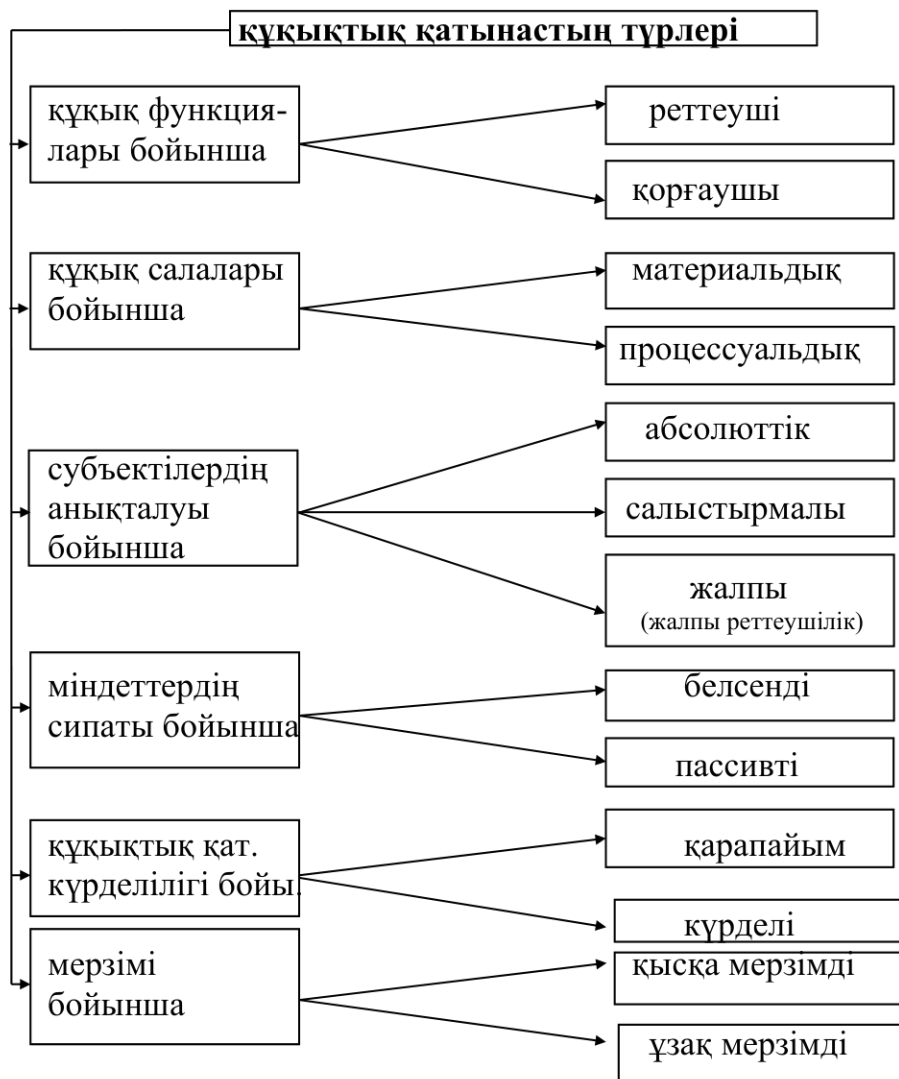 құқықтық қатынастың түрлері
құқық функция-
лары бойынша
реттеуші
қорғаушы
құқық салалары
бойынша
материальдық
процессуальдық
субъектілердің
анықталуы
бойынша
абсолюттік
салыстырмалы
жалпы
(жалпы реттеушілік)
міндеттердің
сипаты бойынша
белсенді
пассивті
құқықтық қат.
күрделілігі бойы.
қарапайым
күрделі
мерзімі
бойынша
қысқа мерзімді
ұзақ мерзімді